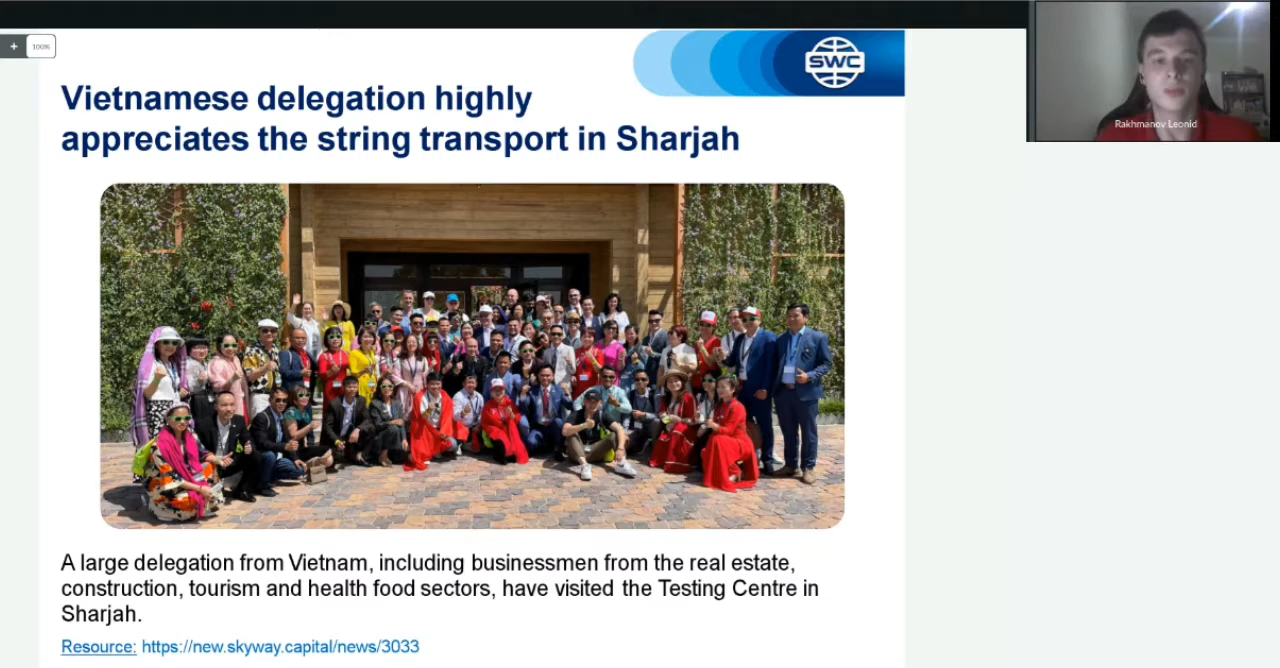 + 100%
SWC
Vietnamese delegation highly
appreciates the string transport in Sharjah
Rakhmanov Leonid
A large delegation from Vietnam, including businessmen from the real estate,
construction, tourism and health food sectors, have visited the Testing Centre in
Sharjah.
Resource: https://new.skyway.capital/news/3033